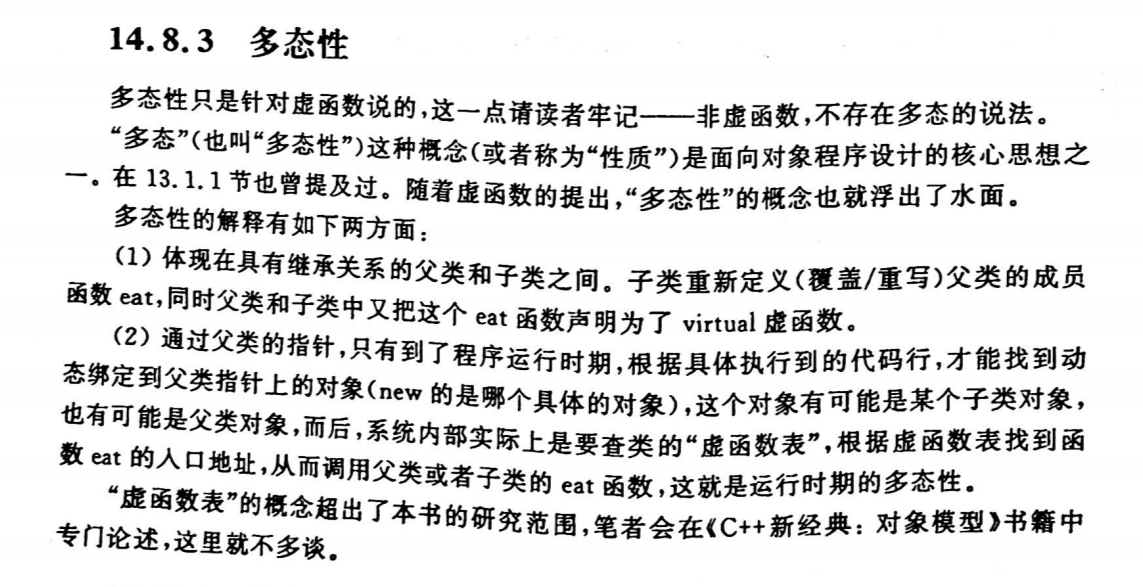 14.8.3 多态性
多态性只是针对虚函数说的,这一点请读者牢记——非虚函数,不存在多态的说法。
“多态”(也叫“多态性”)这种概念(或者称为“性质”)是面向对象程序设计的核心思想之
一。在 13.1.1 节也曾提及过。随着虚函数的提出,“多态性”的概念也就浮出了水面。
多态性的解释有如下两方面:
(1) 体现在具有继承关系的父类和子类之间。子类重新定义(覆盖/重写)父类的成员
函数 eat,同时父类和子类中又把这个 eat 函数声明为了 virtual 虚函数。
(2) 通过父类的指针,只有到了程序运行时期,根据具体执行到的代码行,才能找到动
态绑定到父类指针上的对象(new 的是哪个具体的对象),这个对象有可能是某个子类对象,
也有可能是父类对象,而后,系统内部实际上是要查类的“虚函数表”,根据虚函数表找到函
数 eat 的入口地址,从而调用父类或者子类的 eat 函数,这就是运行时期的多态性。
“虚函数表”的概念超出了本书的研究范围,笔者会在《C++新经典: 对象模型》书籍中
专门论述,这里就不多谈。